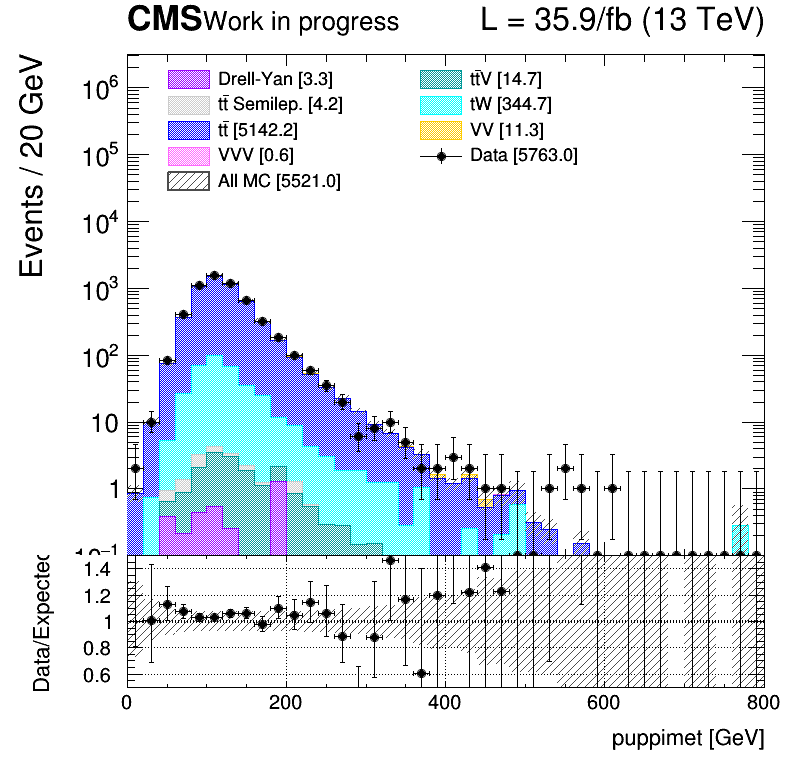 CMS Work in progress L = 35.9/fb (13 TeV)
Events / 20 GeV
Drell-Yan [3.3]
tt̄ Semilep. [4.2]
tt̄ [5142.2]
VVV [0.6]
All MC [5521.0]
tt̄V [14.7]
tW [344.7]
VV [11.3]
Data [5763.0]
10⁶
10⁵
10⁴
10³
10²
10
1
10⁻¹
Data/Expected
1.4
1.2
1
0.8
0.6
0 200 400 600 800
puppimet [GeV]